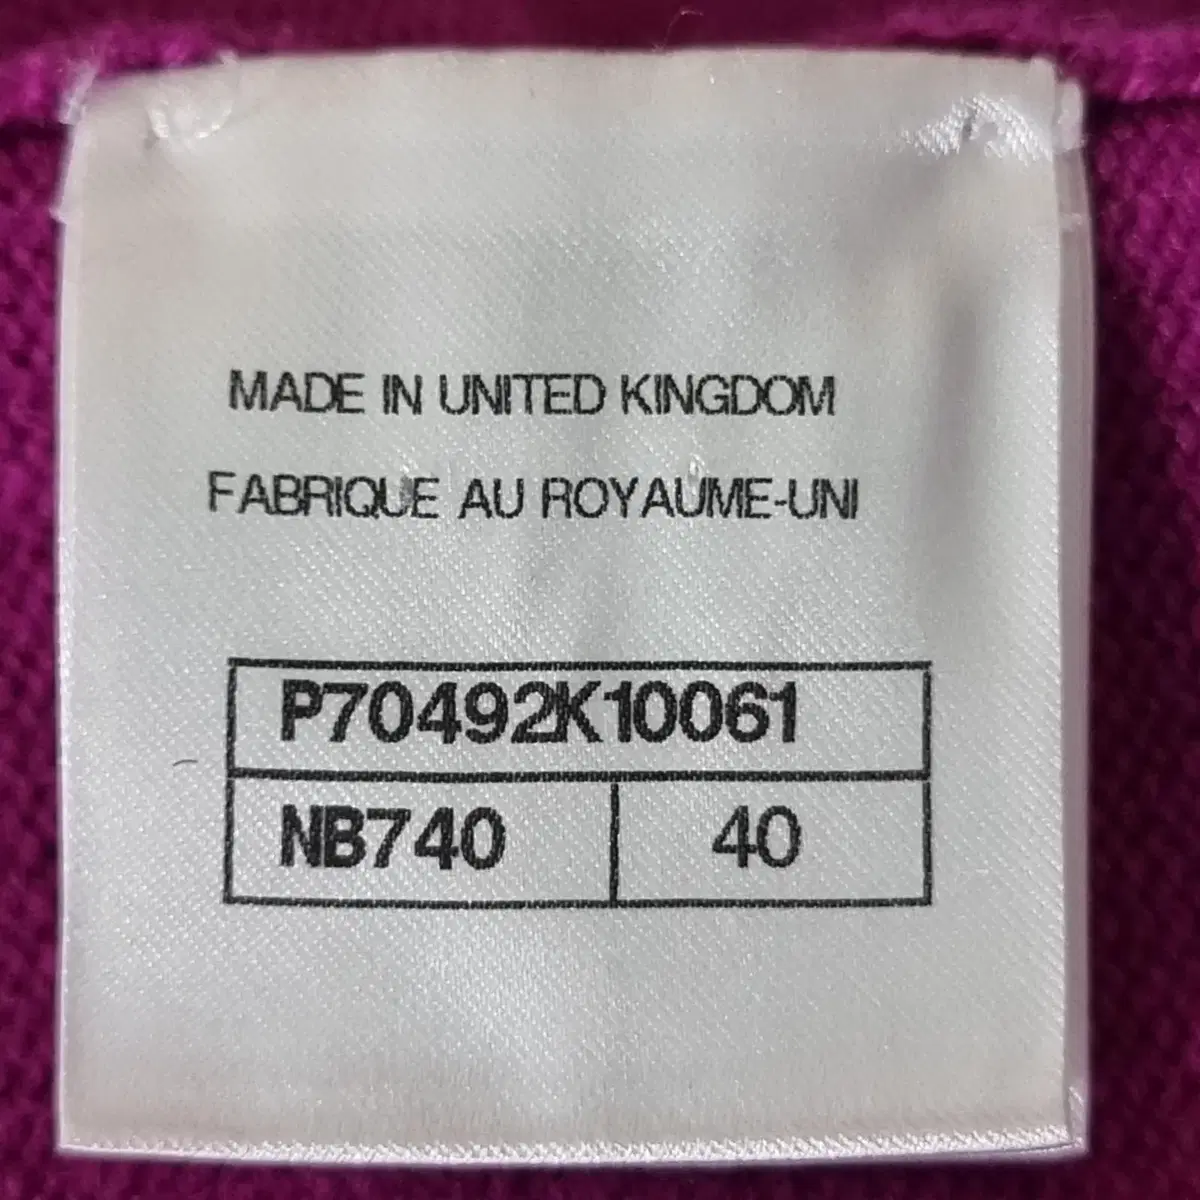 MADE IN UNITED KINGDOM
FABRIQUE AU ROYAUME-UNI
P70492K10061
NB740 40